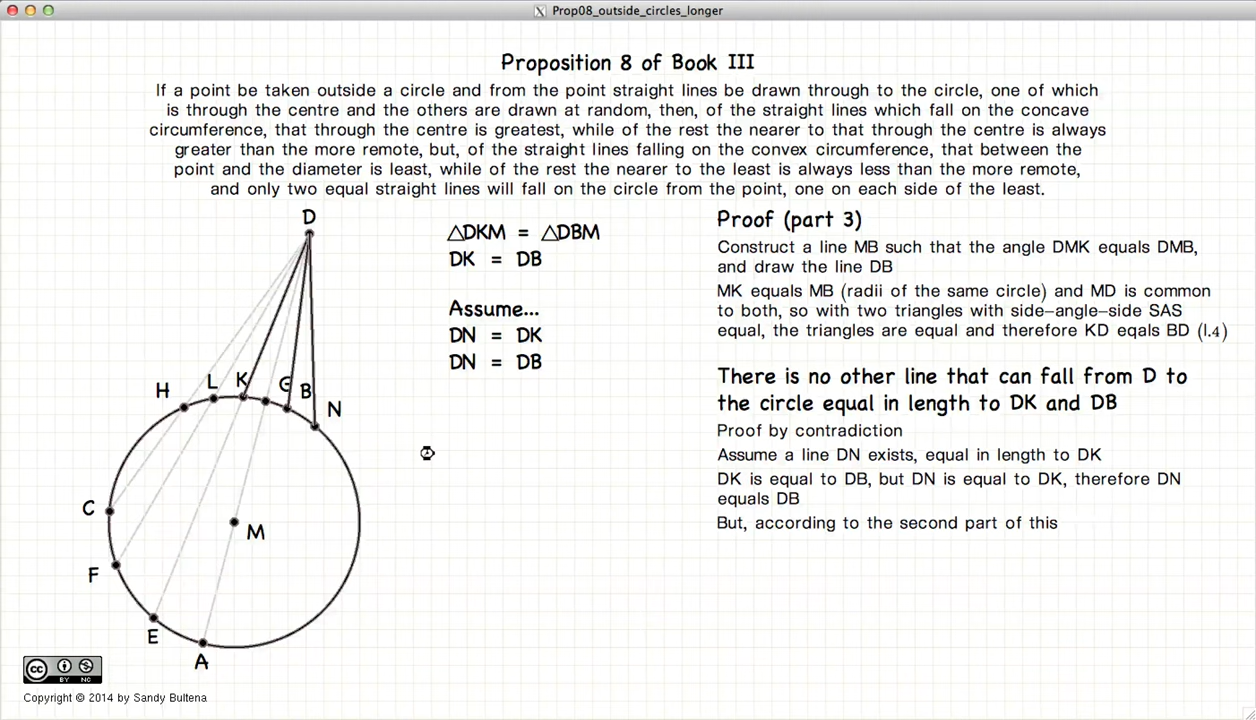 Prop08_outside_circles_longer
Proposition 8 of Book III
If a point be taken outside a circle and from the point straight lines be drawn through to the circle, one of which
is through the centre and the others are drawn at random, then, of the straight lines which fall on the concave
circumference, that through the centre is greatest, while of the rest the nearer to that through the centre is always
greater than the more remote, but, of the straight lines falling on the convex circumference, that between the
point and the diameter is least, while of the rest the nearer to the least is always less than the more remote,
and only two equal straight lines will fall on the circle from the point, one on each side of the least.
D
H
L
K
G
B
N
C
M
F
E
A
△DKM = △DBM
DK = DB
Assume...
DN = DK
DN = DB
Proof (part 3)
Construct a line MB such that the angle DMK equals DMB,
and draw the line DB
MK equals MB (radii of the same circle) and MD is common
to both, so with two triangles with side-angle-side SAS
equal, the triangles are equal and therefore KD eqals BD (I.4)
There is no other line that can fall from D to
the circle equal in length to DK and DB
Proof by contradiction
Assume a line DN exists, equal in length to DK
DK is equal to DB, but DN is equal to DK, therefore DN
equals DB
But, according to the second part of this
cc
BY NC
Copyright © 2014 by Sandy Bultena